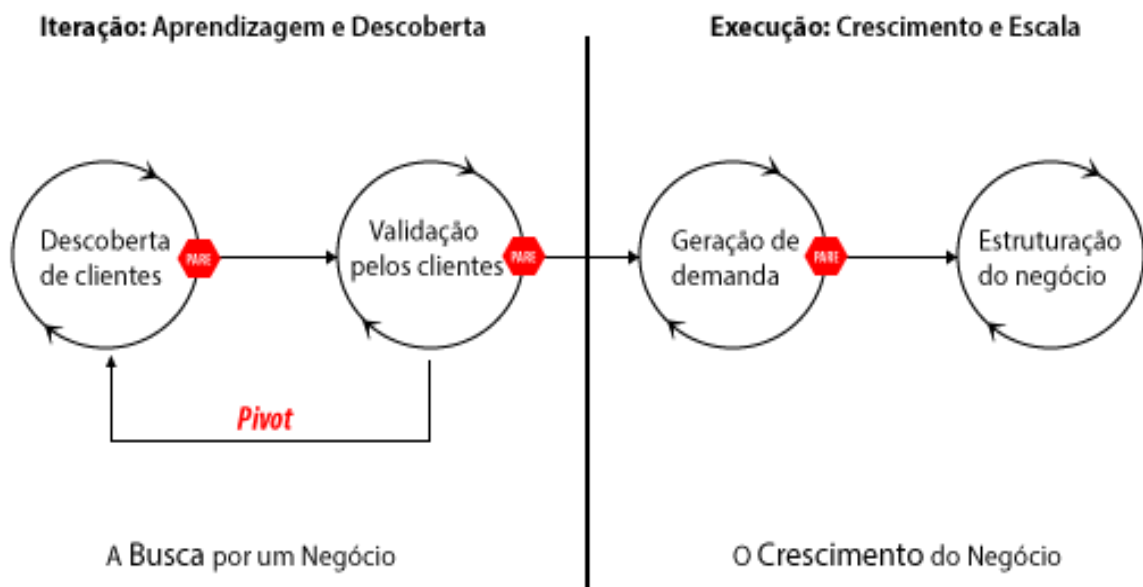 Iteração: Aprendizagem e Descoberta
Execução: Crescimento e Escala
Descoberta
de clientes
PARE
Validação
pelos clientes
PARE
Geração de
demanda
PARE
Estruturação
do negócio
Pivot
A Busca por um Negócio
O Crescimento do Negócio